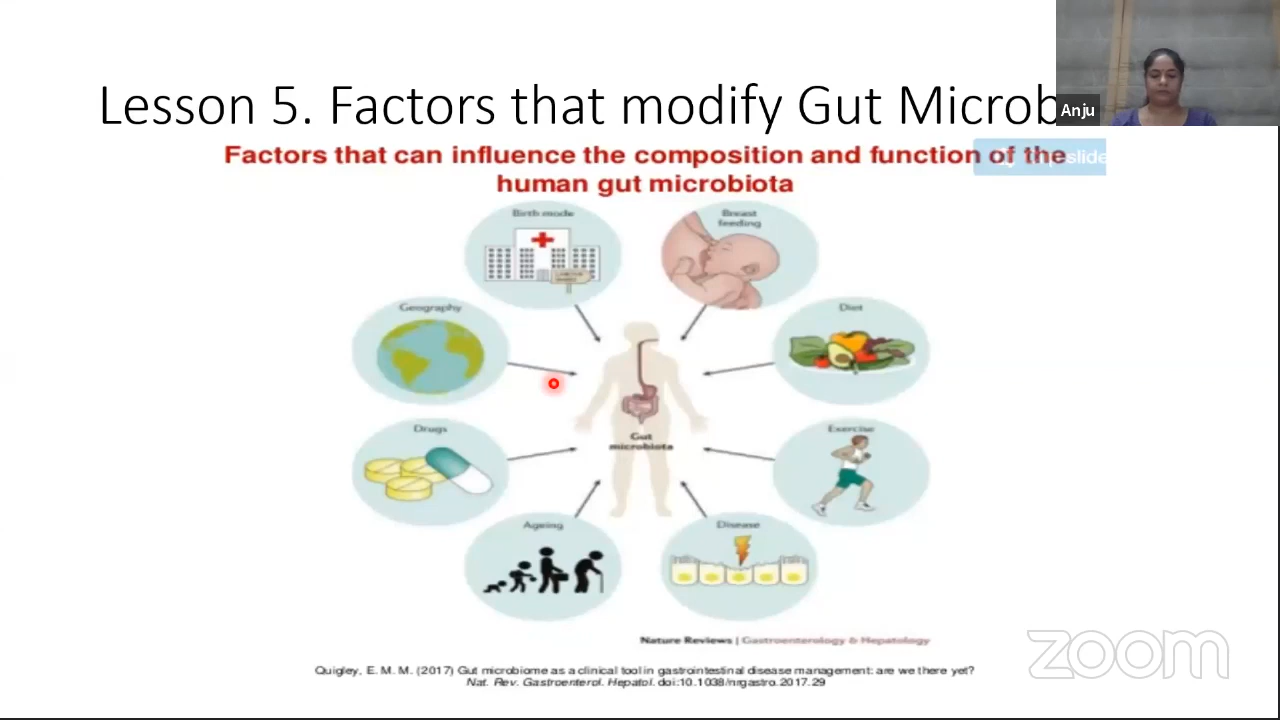 Lesson 5. Factors that modify Gut Microb
Anju
Factors that can influence the composition and function of the
slide
human gut microbiota
Birth mode
Breast
feeding
Geography
Diet
Gut
microbiota
Drugs
Exercise
Ageing
Disease
Nature Reviews | Gastroenterology & Hepatology
zoom
Quigley, E. M. M. (2017) Gut microbiome as a clinical tool in gastrointestinal disease management: are we there yet?
Nat. Rev. Gastroenterol. Hepatol. doi:10.1038/nrgastro.2017.29